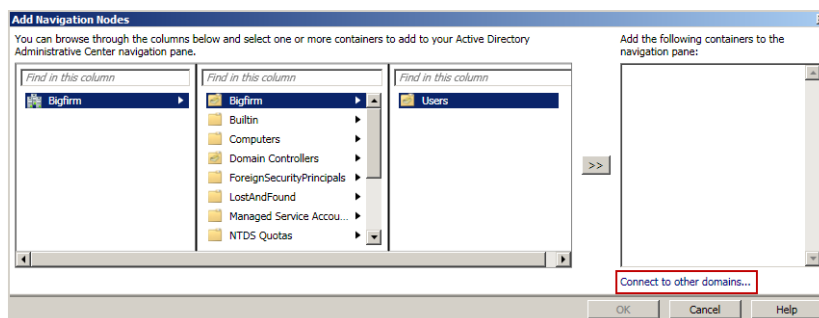 Add Navigation Nodes
You can browse through the columns below and select one or more containers to add to your Active Directory
Administrative Center navigation pane.
Add the following containers to the
navigation pane:
Find in this column
Find in this column
Find in this column
Bigfirm
Bigfirm
Builtin
Computers
Domain Controllers
ForeignSecurityPrincipals
LostAndFound
Managed Service Accou...
NTDS Quotas
Users
>>
Connect to other domains...
OK
Cancel
Help